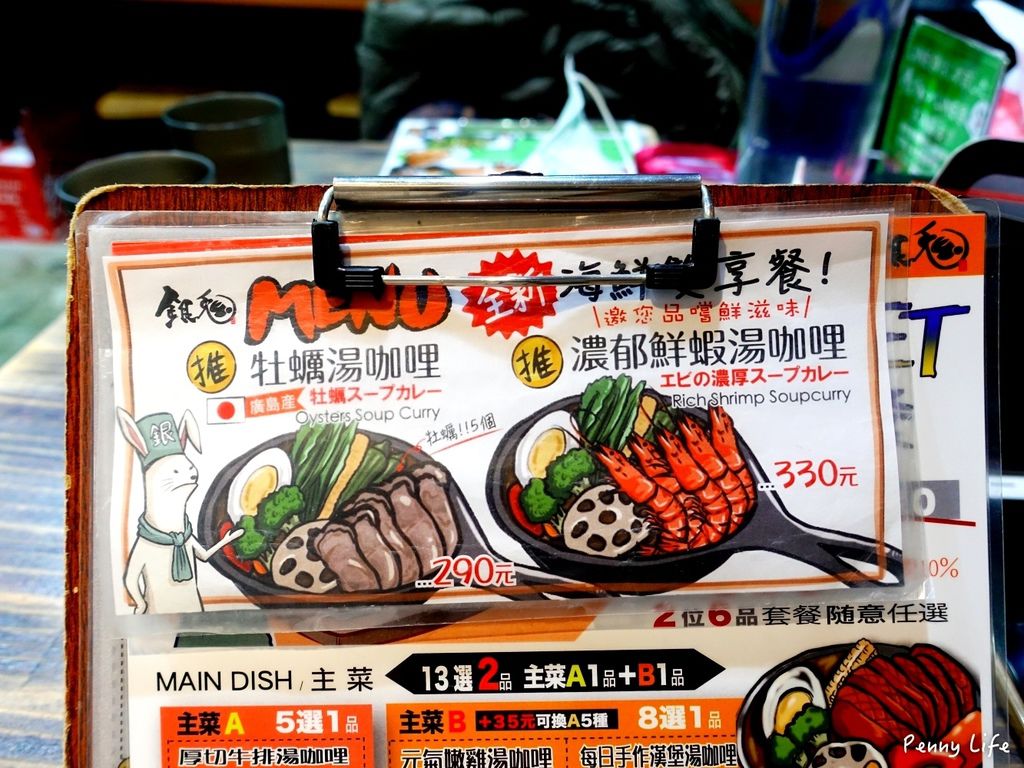 銀兔
MENU
全新
海鮮雙享餐!
邀您品嚐鮮滋味
推
牡蠣湯咖哩
廣島産
牡蠣スープカレー
Oysters Soup Curry
牡蠣!!5個
銀
...290元
推
濃郁鮮蝦湯咖哩
エビの濃厚スープカレー
Rich Shrimp Soupcurry
...330元
T
0
10%
2位6品套餐隨意任選
MAIN DISH / 主菜
13選2品 主菜A1品+B1品
主菜A 5選1品
厚切牛排湯咖哩
主菜B +35元可換A5種 8選1品
元氣嫩雞湯咖哩
每日手作漢堡湯咖哩
Penny Life